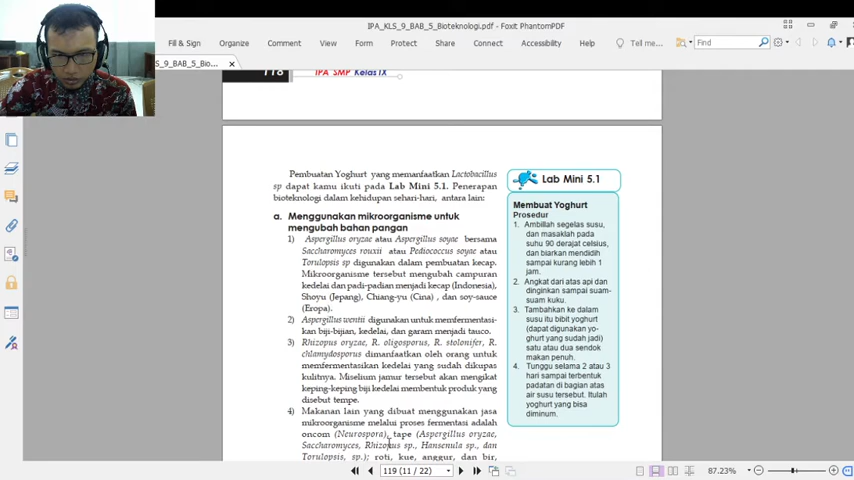 IPA_KLS_9_BAB_5_Bioteknologi.pdf - Foxit PhantomPDF
Fill & Sign Organize Comment View Form Protect Share Connect Accessibility Help Tell me... Find
S_9_BAB_5_Bio...
118 IPA SMP Kelas IX
Pembuatan Yoghurt yang memanfaatkan Lactobacillus
sp dapat kamu ikuti pada Lab Mini 5.1. Penerapan
bioteknologi dalam kehidupan sehari-hari, antara lain:
a. Menggunakan mikroorganisme untuk
mengubah bahan pangan
1) Aspergillus oryzae atau Aspergillus soyae bersama
Saccharomyces rouxii atau Pediococcus soyae atau
Torulopsis sp digunakan dalam pembuatan kecap.
Mikroorganisme tersebut mengubah campuran
kedelai dan padi-padian menjadi kecap (Indonesia),
Shoyu (Jepang), Chiang-yu (Cina) , dan soy-sauce
(Eropa).
2) Aspergillus wentii digunakan untuk memfermentasi-
kan biji-bijian, kedelai, dan garam menjadi tauco.
3) Rhizopus oryzae, R. oligosporus, R. stolonifer, R.
chlamydosporus dimanfaatkan oleh orang untuk
memfermentasikan kedelai yang sudah dikupas
kulitnya. Miselium jamur tersebut akan mengikat
keping-keping biji kedelai membentuk produk yang
disebut tempe.
4) Makanan lain yang dibuat menggunakan jasa
mikroorganisme melalui proses fermentasi adalah
oncom (Neurospora), tape (Aspergillus oryzae,
Saccharomyces, Rhizopus sp., Hansenula sp., dan
Torulopsis, sp.); roti, kue, anggur, dan bir,
Lab Mini 5.1
Membuat Yoghurt
Prosedur
1. Ambillah segelas susu,
dan masaklah pada
suhu 90 derajat celsius,
dan biarkan mendidih
sampai kurang lebih 1
jam.
2. Angkat dari atas api dan
dinginkan sampai suam-
suam kuku.
3. Tambahkan ke dalam
susu itu bibit yoghurt
(dapat digunakan yo-
ghurt yang sudah jadi)
satu atau dua sendok
makan penuh.
4. Tunggu selama 2 atau 3
hari sampai terbentuk
padatan di bagian atas
air susu tersebut. Itulah
yoghurt yang bisa
diminum.
119 (11 / 22)
87.23%